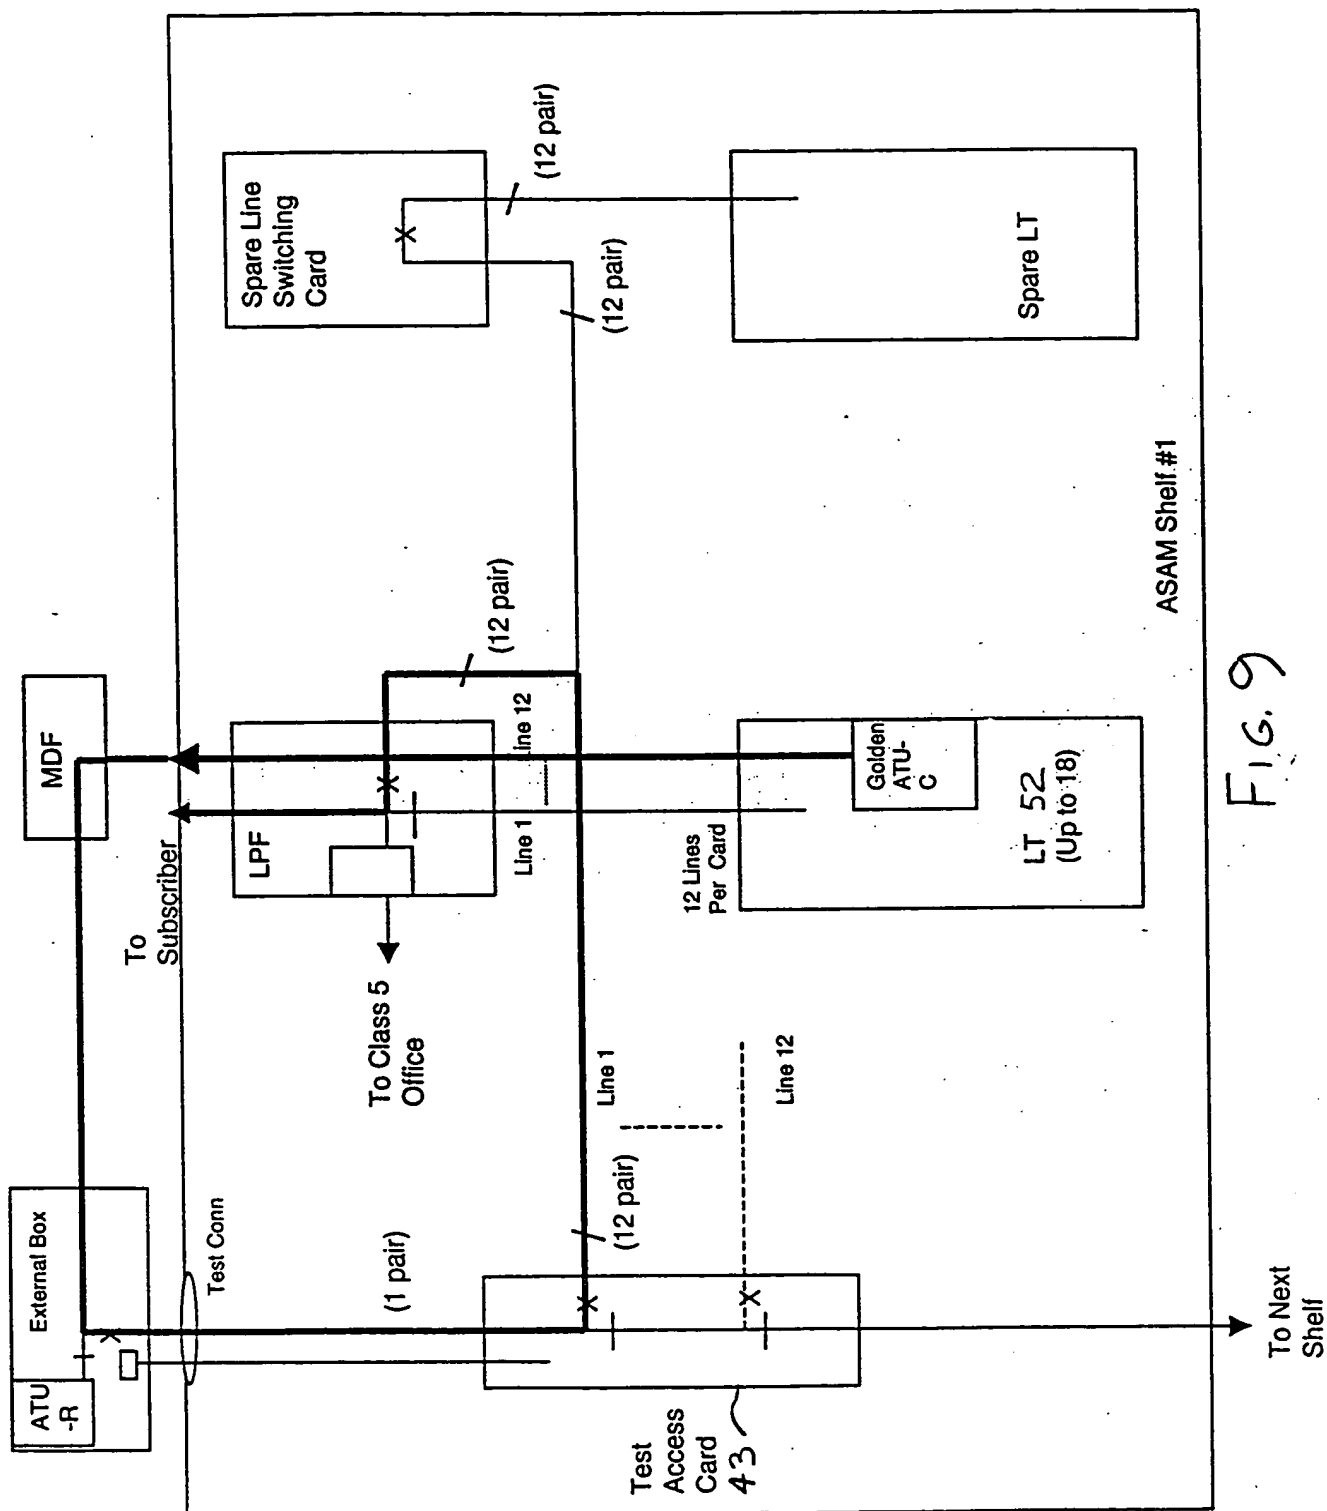 ATU
-R
External Box
MDF
To
Subscriber
Test Conn
LPF
Spare Line
Switching
Card
(1 pair)
To Class 5
Office
(12 pair)
(12 pair)
(12 pair)
Line 1
Line 12
Line 1
(12 pair)
Line 12
Test
Access
Card
43
12 Lines
Per Card
Golden
ATU-
C
LT 52
(Up to 18)
Spare LT
ASAM Shelf #1
To Next
Shelf
FIG. 9